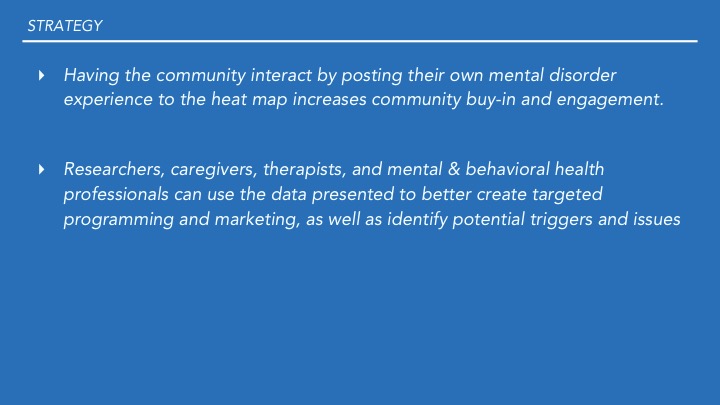 STRATEGY
Having the community interact by posting their own mental disorder
experience to the heat map increases community buy-in and engagement.
Researchers, caregivers, therapists, and mental & behavioral health
professionals can use the data presented to better create targeted
programming and marketing, as well as identify potential triggers and issues